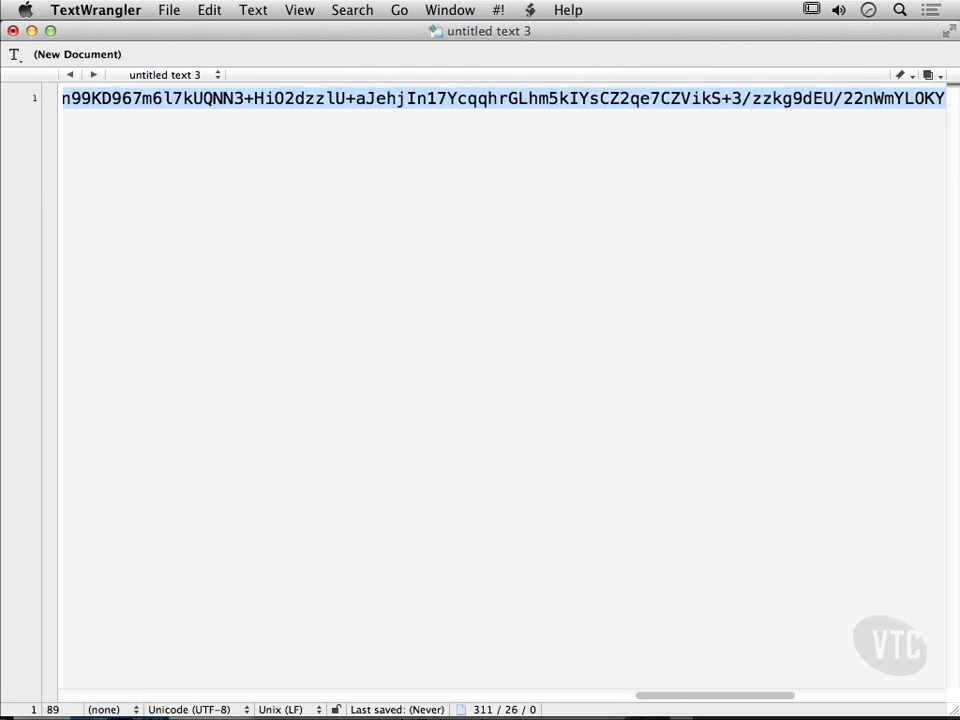 TextWrangler File Edit Text View Search Go Window #! Help
untitled text 3
(New Document)
untitled text 3
1 n99KD967m6l7kUQNN3+HiO2dzzlU+aJehjIn17YcqqhrGLhm5kIYsCZ2qe7CZVikS+3/zzkg9dEU/22nWmYLOKY
VTC
1 89 (none) Unicode (UTF-8) Unix (LF) Last saved: (Never) 311 / 26 / 0